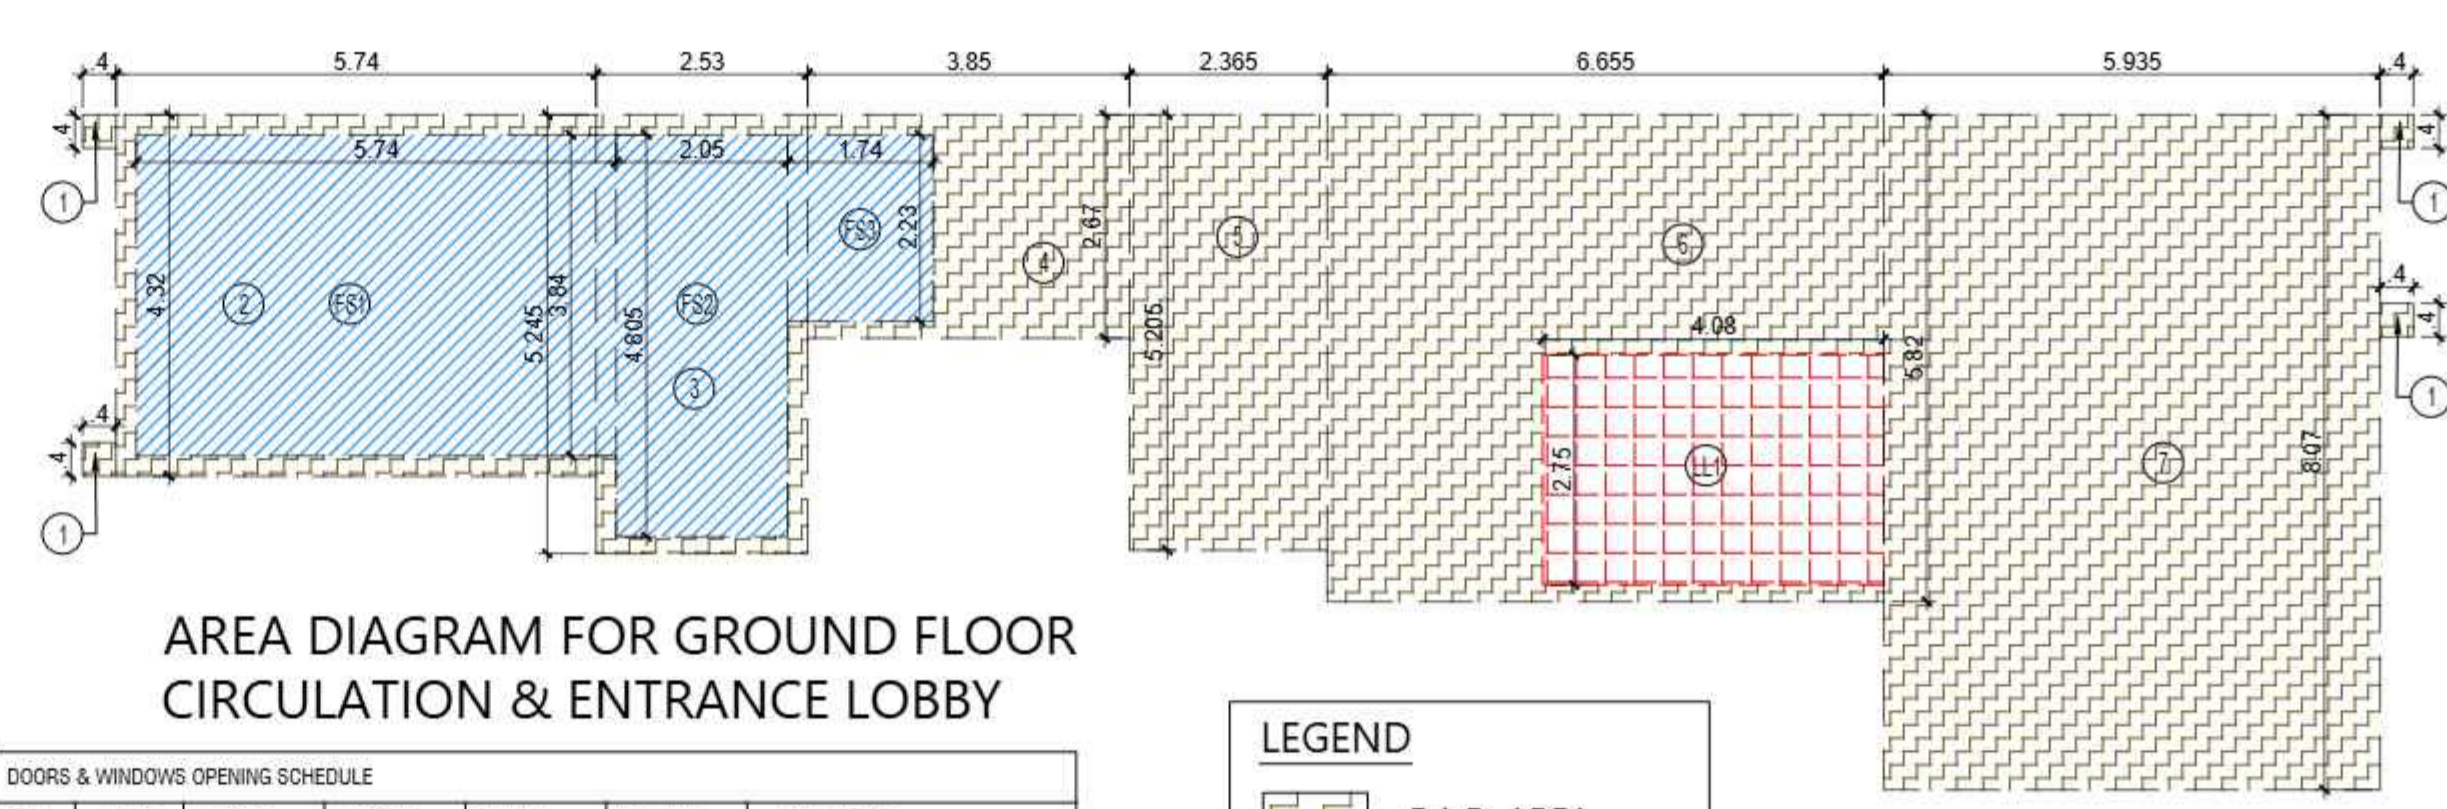 .4 5.74 2.53 3.85 2.365 6.655 5.935 .4
.4 5.74 2.05 1.74 .4
1 1
4.32 2 FS1 5.245 3.84 4.805 FS2 FS3 2.23 4 2.67 5 5.205 6 5.82 8.07
.4 .4
3 4.08
2.75 7
.4 .4 1
1
AREA DIAGRAM FOR GROUND FLOOR
CIRCULATION & ENTRANCE LOBBY
LEGEND
DOORS & WINDOWS OPENING SCHEDULE